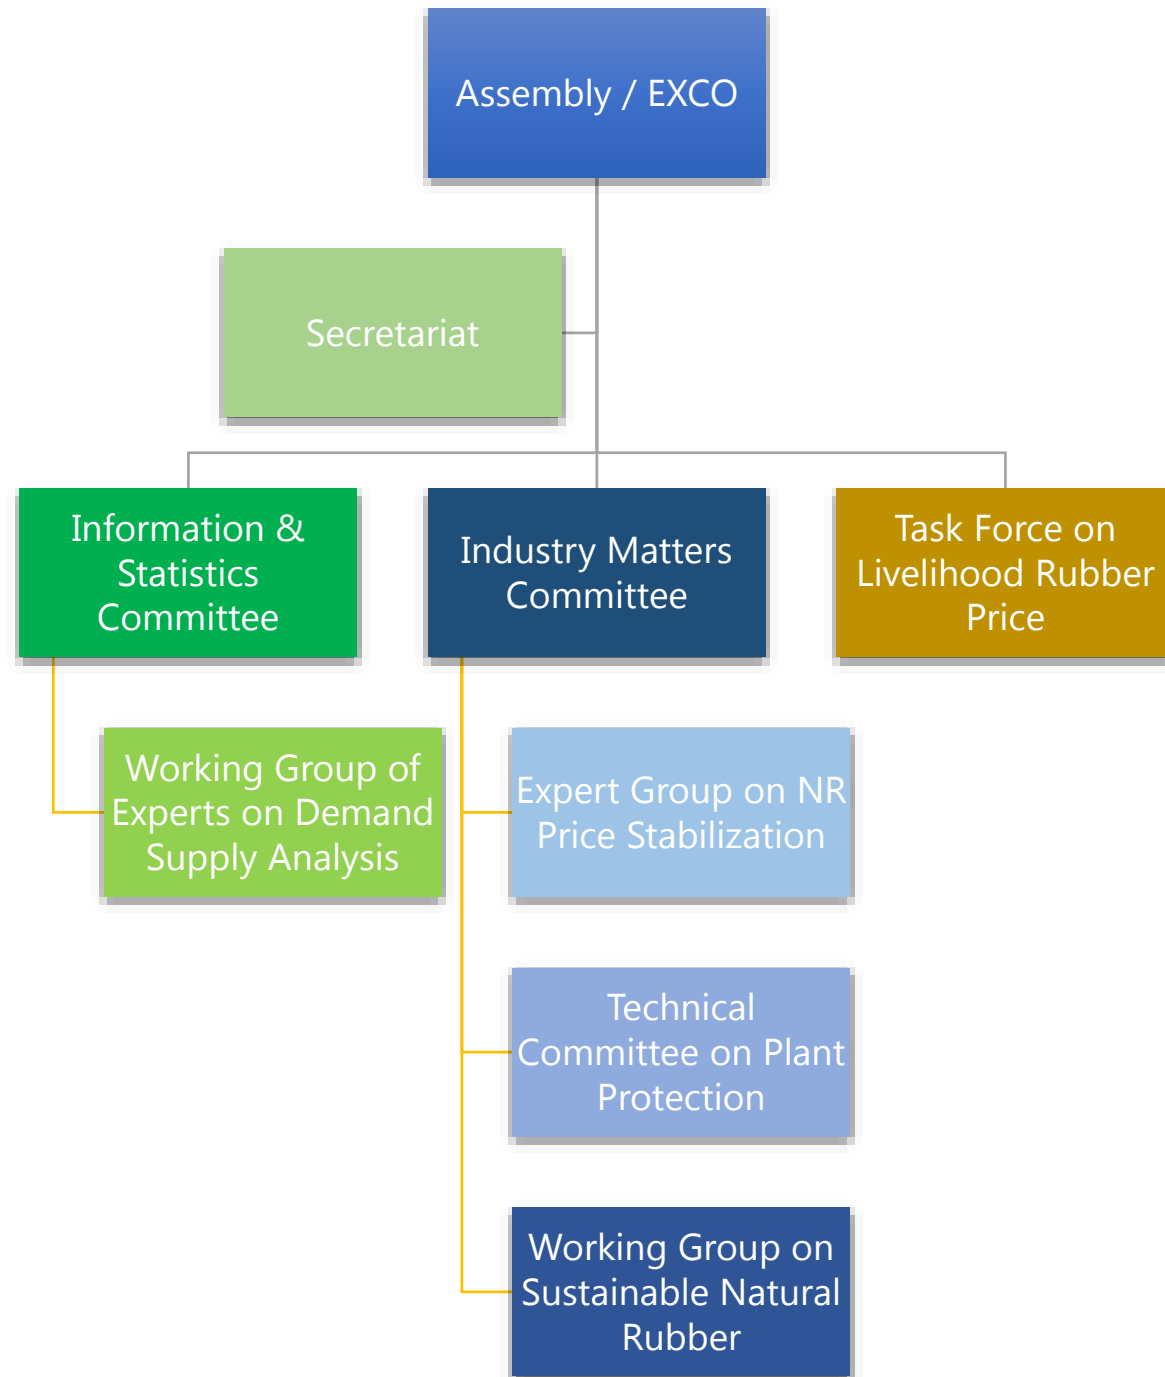 Assembly / EXCO
Secretariat
Information &
Statistics
Committee
Industry Matters
Committee
Task Force on
Livelihood Rubber
Price
Working Group of
Experts on Demand
Supply Analysis
Expert Group on NR
Price Stabilization
Technical
Committee on Plant
Protection
Working Group on
Sustainable Natural
Rubber